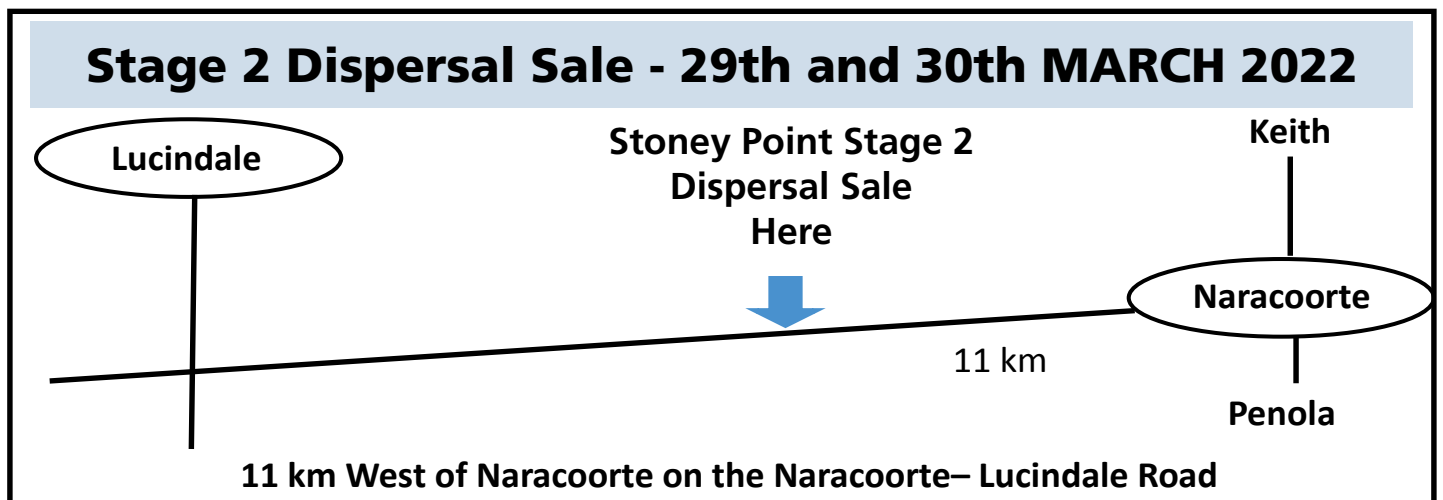 Stage 2 Dispersal Sale - 29th and 30th MARCH 2022
Lucindale
Stoney Point Stage 2
Dispersal Sale
Here
Keith
Naracoorte
11 km
Penola
11 km West of Naracoorte on the Naracoorte– Lucindale Road